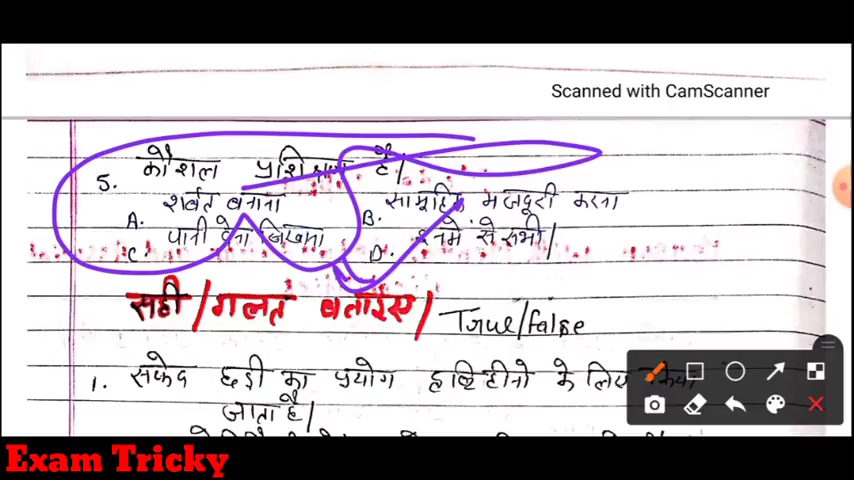 Scanned with CamScanner
5. कौशल प्रशिक्षण है|
A. शर्बत बनाना B. सामूहिक मजदूरी करना
C. पानी देना लिखना D. इनमे से सभी|
सही/गलत बताइए/ True/false
1. सफेद छड़ी का प्रयोग दृष्टिहीनो के लिए किया
जाता है|
Exam Tricky